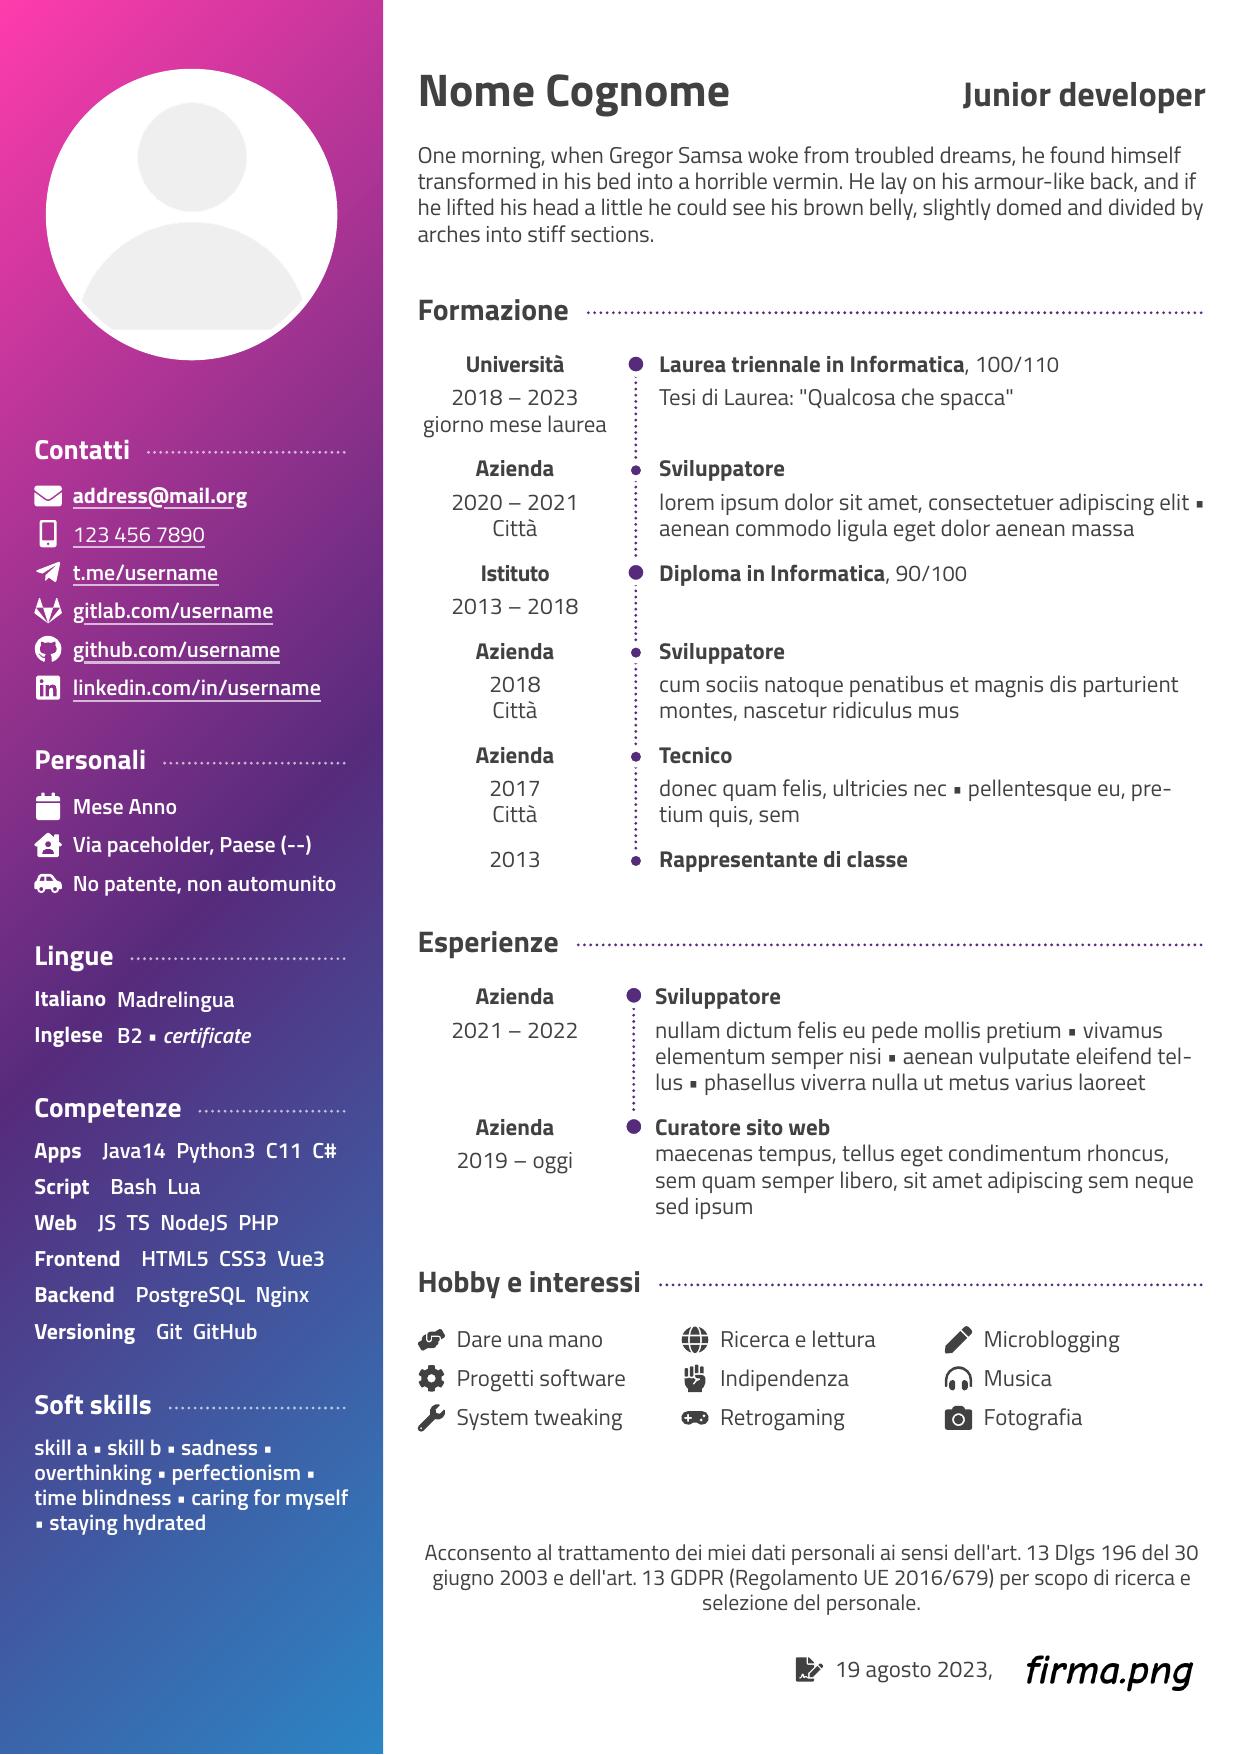 Contatti
address@mail.org
123 456 7890
t.me/username
gitlab.com/username
github.com/username
linkedin.com/in/username
Personali
Mese Anno
Via paceholder, Paese (--)
No patente, non automunito
Lingue
Italiano Madrelingua
Inglese B2 ▪ certificate
Competenze
Apps Java14 Python3 C11 C#
Script Bash Lua
Web JS TS NodeJS PHP
Frontend HTML5 CSS3 Vue3
Backend PostgreSQL Nginx
Versioning Git GitHub
Soft skills
skill a ▪ skill b ▪ sadness ▪
overthinking ▪ perfectionism ▪
time blindness ▪ caring for myself
▪ staying hydrated
Nome Cognome Junior developer
One morning, when Gregor Samsa woke from troubled dreams, he found himself
transformed in his bed into a horrible vermin. He lay on his armour-like back, and if
he lifted his head a little he could see his brown belly, slightly domed and divided by
arches into stiff sections.
Formazione
Università Laurea triennale in Informatica, 100/110
2018 – 2023 Tesi di Laurea: "Qualcosa che spacca"
giorno mese laurea
Azienda Sviluppatore
2020 – 2021 lorem ipsum dolor sit amet, consectetuer adipiscing elit ▪
Città aenean commodo ligula eget dolor aenean massa
Istituto Diploma in Informatica, 90/100
2013 – 2018
Azienda Sviluppatore
2018 cum sociis natoque penatibus et magnis dis parturient
Città montes, nascetur ridiculus mus
Azienda Tecnico
2017 donec quam felis, ultricies nec ▪ pellentesque eu, pre-
Città tium quis, sem
2013 Rappresentante di classe
Esperienze
Azienda Sviluppatore
2021 – 2022 nullam dictum felis eu pede mollis pretium ▪ vivamus
elementum semper nisi ▪ aenean vulputate eleifend tel-
lus ▪ phasellus viverra nulla ut metus varius laoreet
Azienda Curatore sito web
2019 – oggi maecenas tempus, tellus eget condimentum rhoncus,
sem quam semper libero, sit amet adipiscing sem neque
sed ipsum
Hobby e interessi
Dare una mano Ricerca e lettura Microblogging
Progetti software Indipendenza Musica
System tweaking Retrogaming Fotografia
Acconsento al trattamento dei miei dati personali ai sensi dell'art. 13 Dlgs 196 del 30
giugno 2003 e dell'art. 13 GDPR (Regolamento UE 2016/679) per scopo di ricerca e
selezione del personale.
19 agosto 2023, firma.png